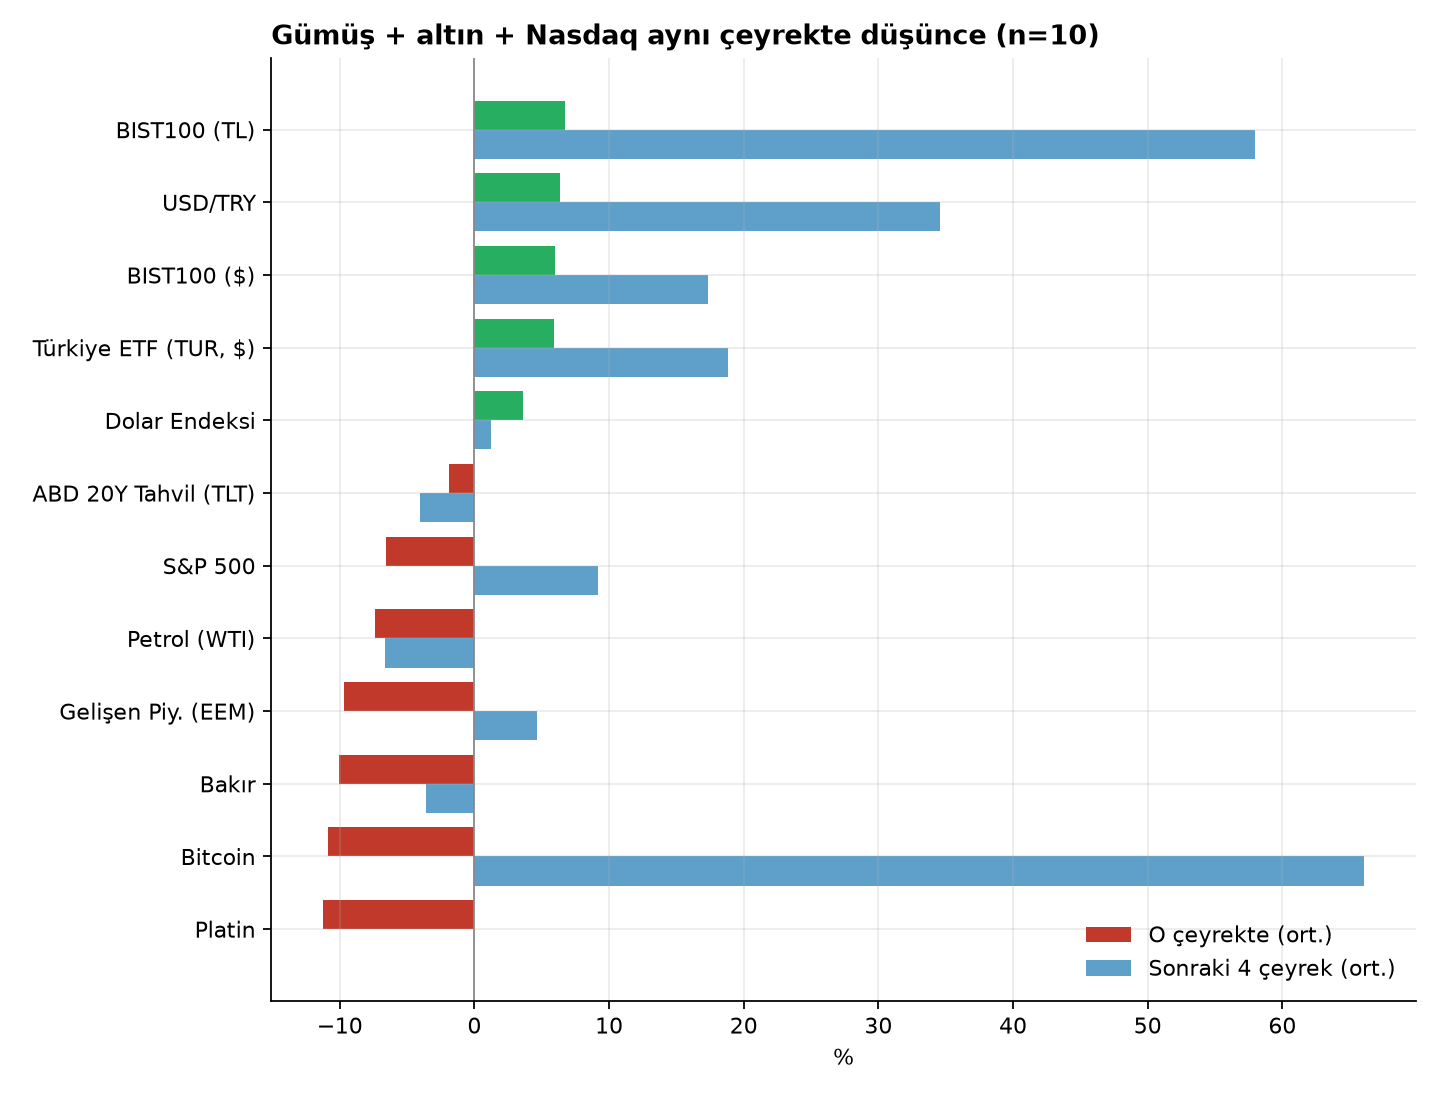 Gümüş + altın + Nasdaq aynı çeyrekte düşünce (n=10)
BIST100 (TL)
USD/TRY
BIST100 ($)
Türkiye ETF (TUR, $)
Dolar Endeksi
ABD 20Y Tahvil (TLT)
S&P 500
Petrol (WTI)
Gelişen Piy. (EEM)
Bakır
Bitcoin
Platin
O çeyrekte (ort.)
Sonraki 4 çeyrek (ort.)
−10 0 10 20 30 40 50 60
%